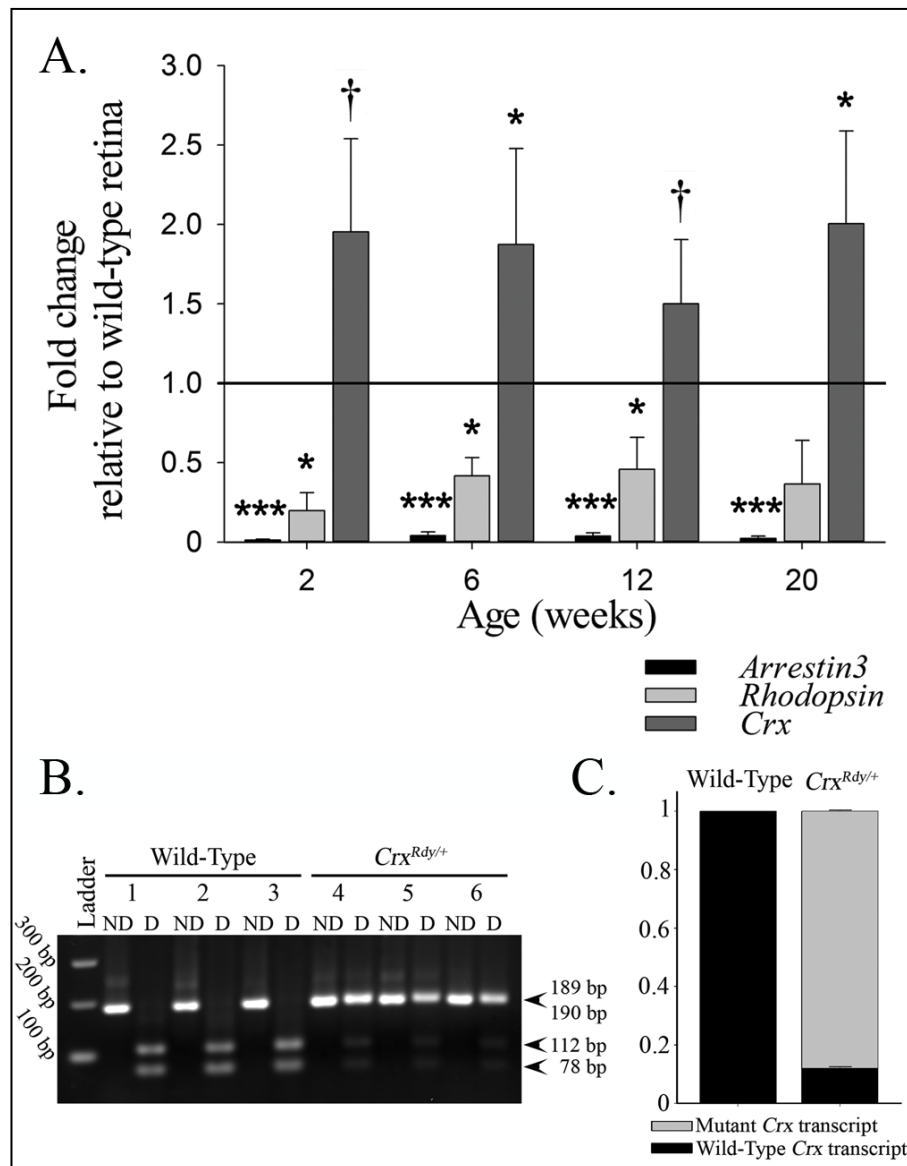 A.
Fold change
relative to wild-type retina
3.0
2.5
2.0
1.5
1.0
0.5
0
†
*
†
*
*
*
*
***
***
***
***
2 6 12 20
Age (weeks)
Arrestin3
Rhodopsin
Crx
B.
Ladder
Wild-Type Crx^Rdy/+
1 2 3 4 5 6
ND D ND D ND D ND D ND D ND D
300 bp
200 bp
100 bp
189 bp
190 bp
112 bp
78 bp
C.
Wild-Type Crx^Rdy/+
1
0.8
0.6
0.4
0.2
0
Mutant Crx transcript
Wild-Type Crx transcript